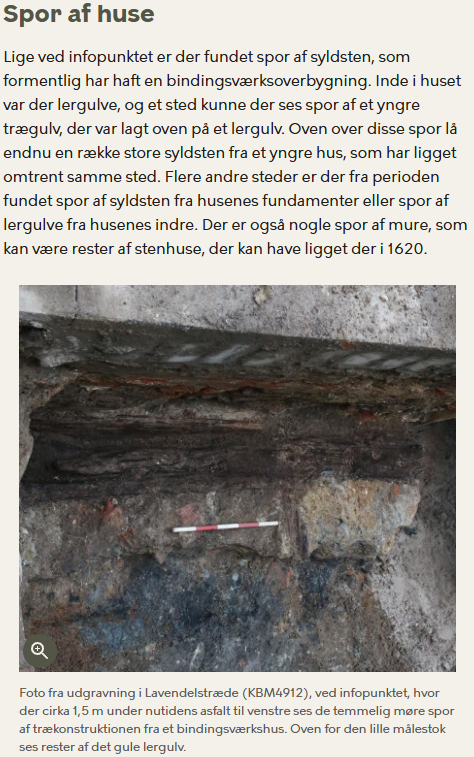 Spor af huse
Lige ved infopunktet er der fundet spor af syldsten, som
formentlig har haft en bindingsværksoverbygning. Inde i huset
var der lergulve, og et sted kunne der ses spor af et yngre
trægulv, der var lagt oven på et lergulv. Oven over disse spor lå
endnu en række store syldsten fra et yngre hus, som har ligget
omtrent samme sted. Flere andre steder er der fra perioden
fundet spor af syldsten fra husenes fundamenter eller spor af
lergulve fra husenes indre. Der er også nogle spor af mure, som
kan være rester af stenhuse, der kan have ligget der i 1620.
Foto fra udgravning i Lavendelstræde (KBM4912), ved infopunktet, hvor
der cirka 1,5 m under nutidens asfalt til venstre ses de temmelig møre spor
af trækonstruktionen fra et bindingsværkshus. Oven for den lille målestok
ses rester af det gule lergulv.